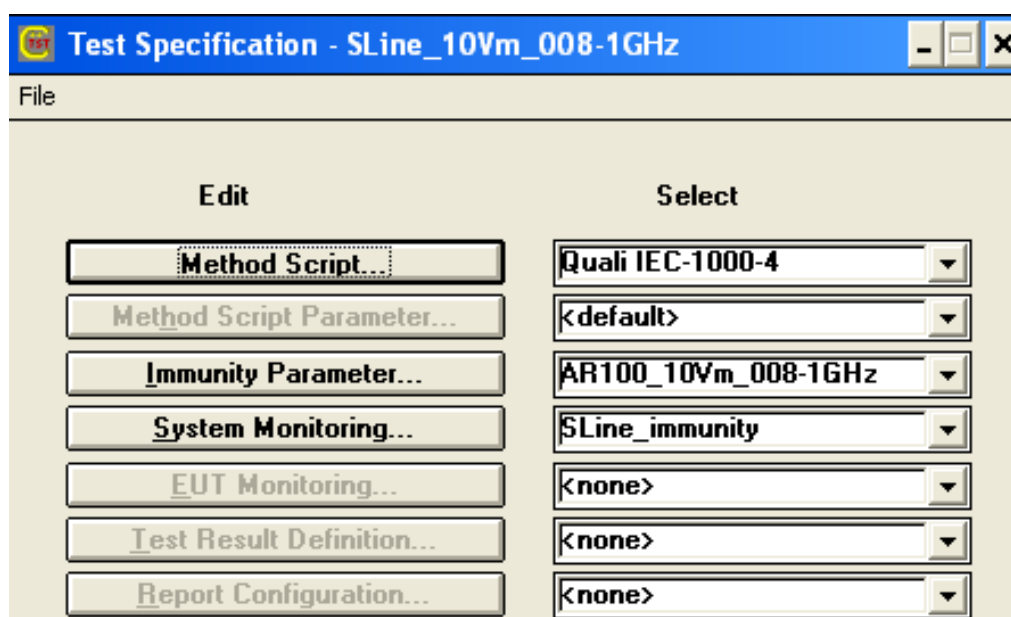 TST Test Specification - SLine_10Vm_008-1GHz
File
Edit Select
Method Script... Quali IEC-1000-4
Method Script Parameter... <default>
Immunity Parameter... AR100_10Vm_008-1GHz
System Monitoring... SLine_immunity
EUT Monitoring... <none>
Test Result Definition... <none>
Report Configuration... <none>